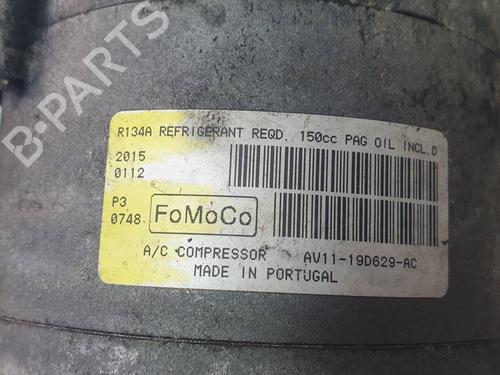 B-PARTS
R134A REFRIGERANT REQD. 150cc PAG OIL INCL.D
2015
0112
P3
0748
FoMoCo
A/C COMPRESSOR AV11-19D629-AC
MADE IN PORTUGAL